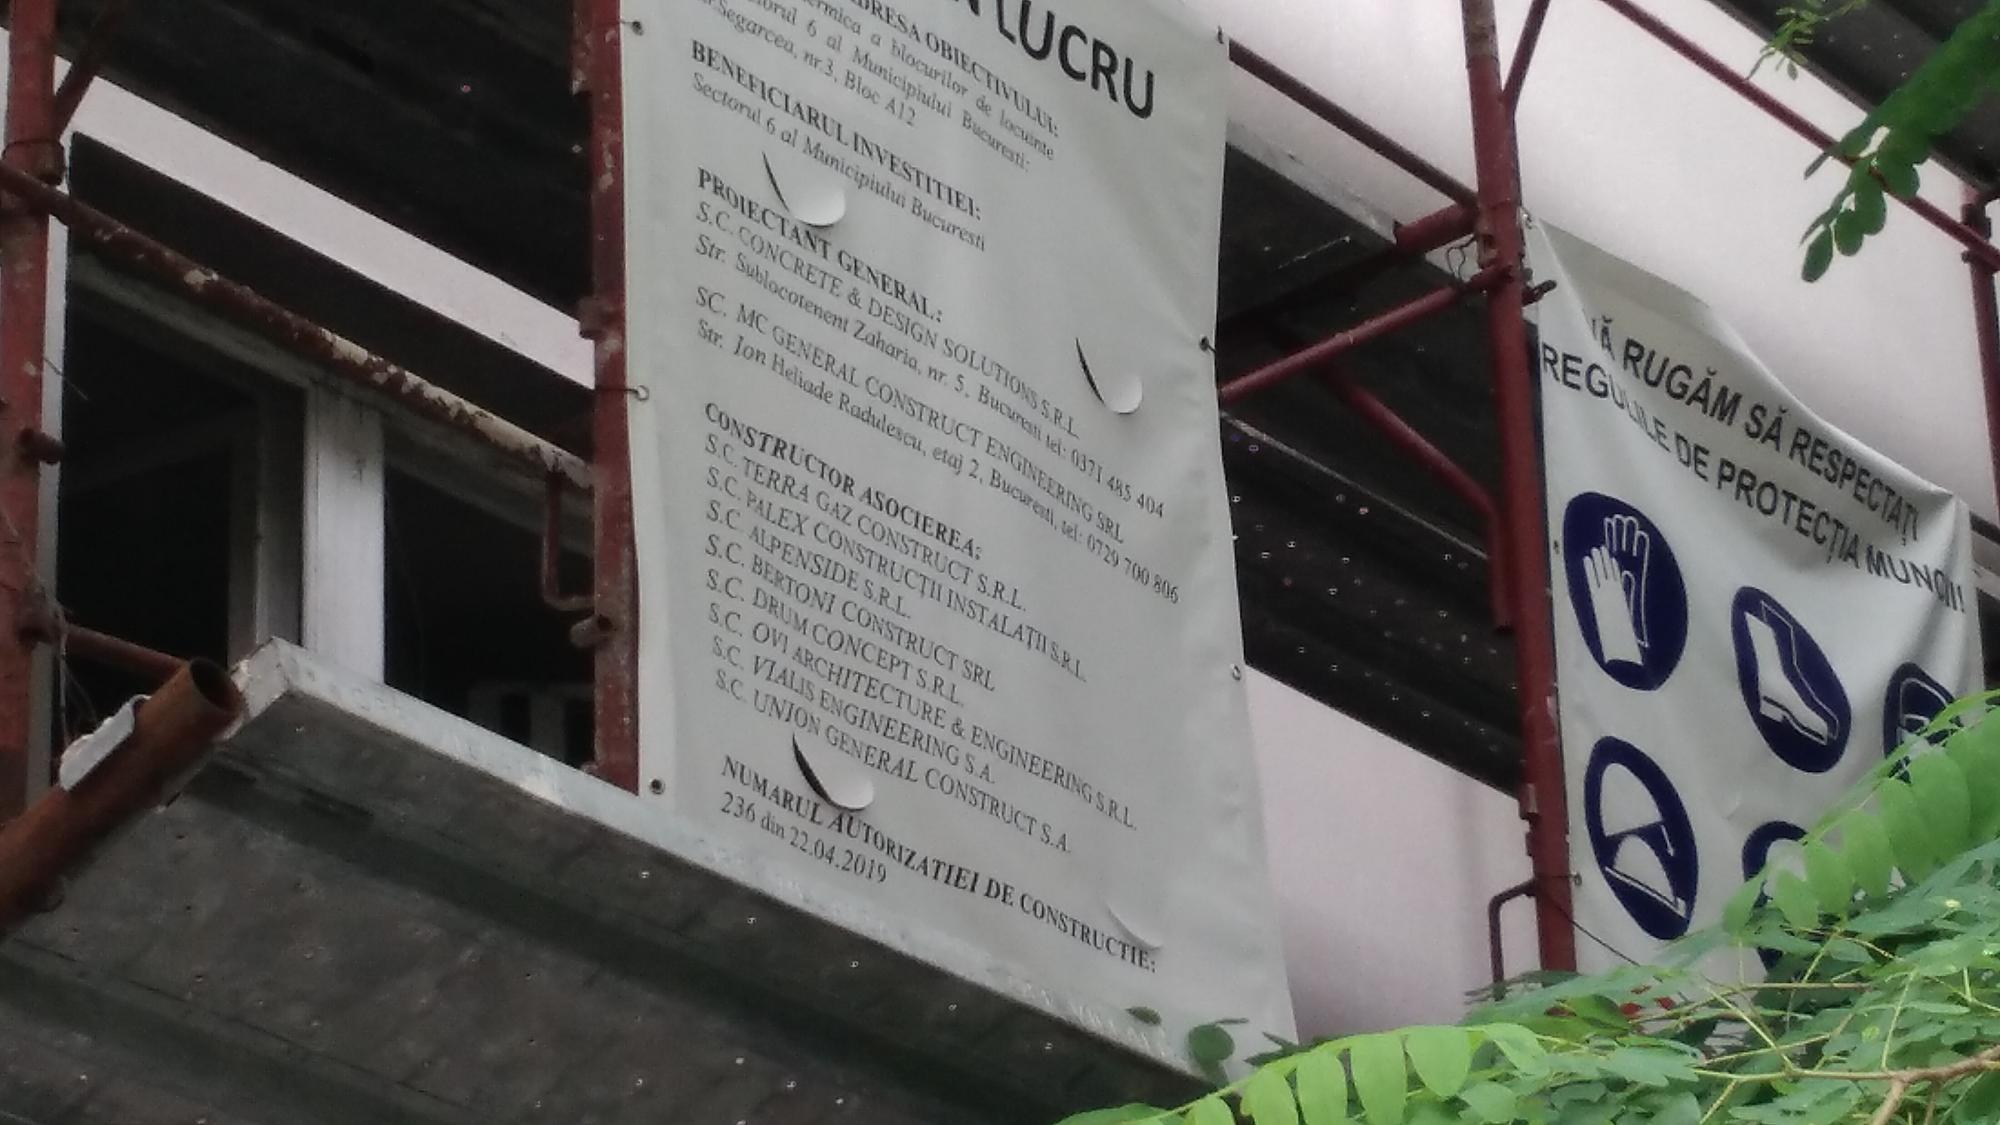 LUCRU
ADRESA OBIECTIVULUI:
termica a blocurilor de locuinte
Sectorul 6 al Municipiului Bucuresti:
Segarcea, nr.3, Bloc A12
BENEFICIARUL INVESTITIEI:
Sectorul 6 al Municipiului Bucuresti
PROIECTANT GENERAL.:
S.C. CONCRETE & DESIGN SOLUTIONS S.R.L.
Str. Sublocotenent Zaharia, nr. 5, Bucuresti tel: 0371 485 404
SC. MC GENERAL CONSTRUCT ENGINEERING SRL
Str. Ion Heliade Radulescu, etaj 2, Bucuresti, tel: 0729 700 806
CONSTRUCTOR ASOCIEREA:
S.C. TERRA GAZ CONSTRUCT S.R.L.
S.C. PALEX CONSTRUCȚII INSTALAȚII S.R.L.
S.C. ALPENSIDE S.R.L.
S.C. BERTONI CONSTRUCT SRL
S.C. DRUM CONCEPT S.R.L.
S.C. OVI ARCHITECTURE & ENGINEERING S.R.L.
S.C. VIALIS ENGINEERING S.A.
S.C. UNION GENERAL CONSTRUCT S.A.
NUMARUL AUTORIZATIEI DE CONSTRUCTIE:
236 din 22.04.2019
VĂ RUGĂM SĂ RESPECTAȚI
REGULILE DE PROTECȚIA MUNCII!